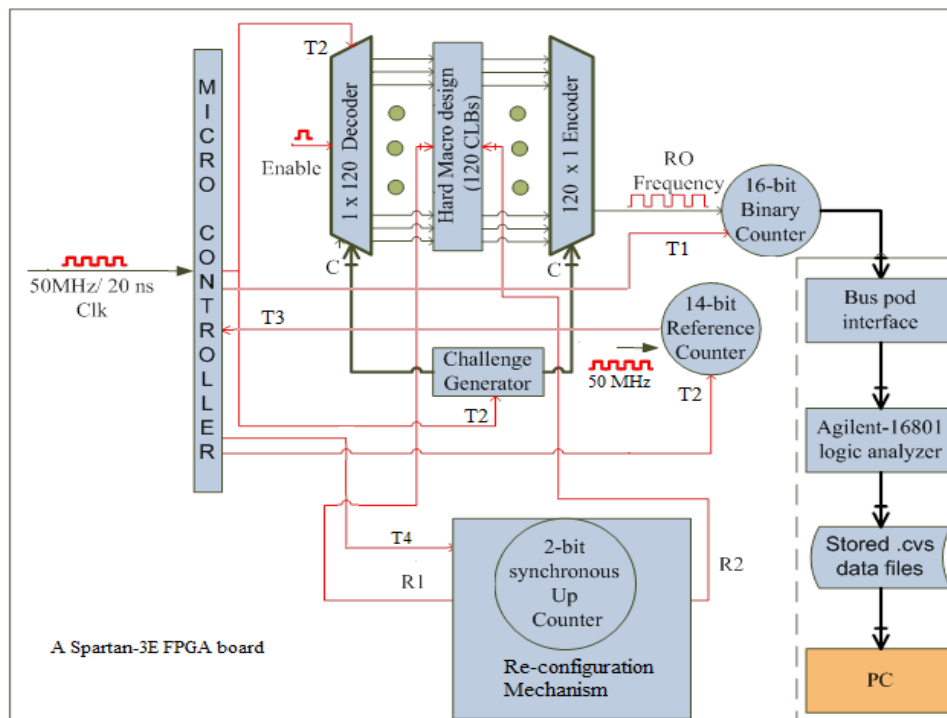 MICRO CONTROLLER
50MHz/ 20 ns
Clk
T2
Enable
1 x 120 Decoder
Hard Macro design
(120 CLBs)
120 x 1 Encoder
C
C
RO
Frequency
16-bit
Binary
Counter
T1
T3
14-bit
Reference
Counter
50 MHz
T2
Challenge
Generator
T2
T4
R1
R2
2-bit
synchronous
Up
Counter
Re-configuration
Mechanism
A Spartan-3E FPGA board
Bus pod
interface
Agilent-16801
logic analyzer
Stored .cvs
data files
PC